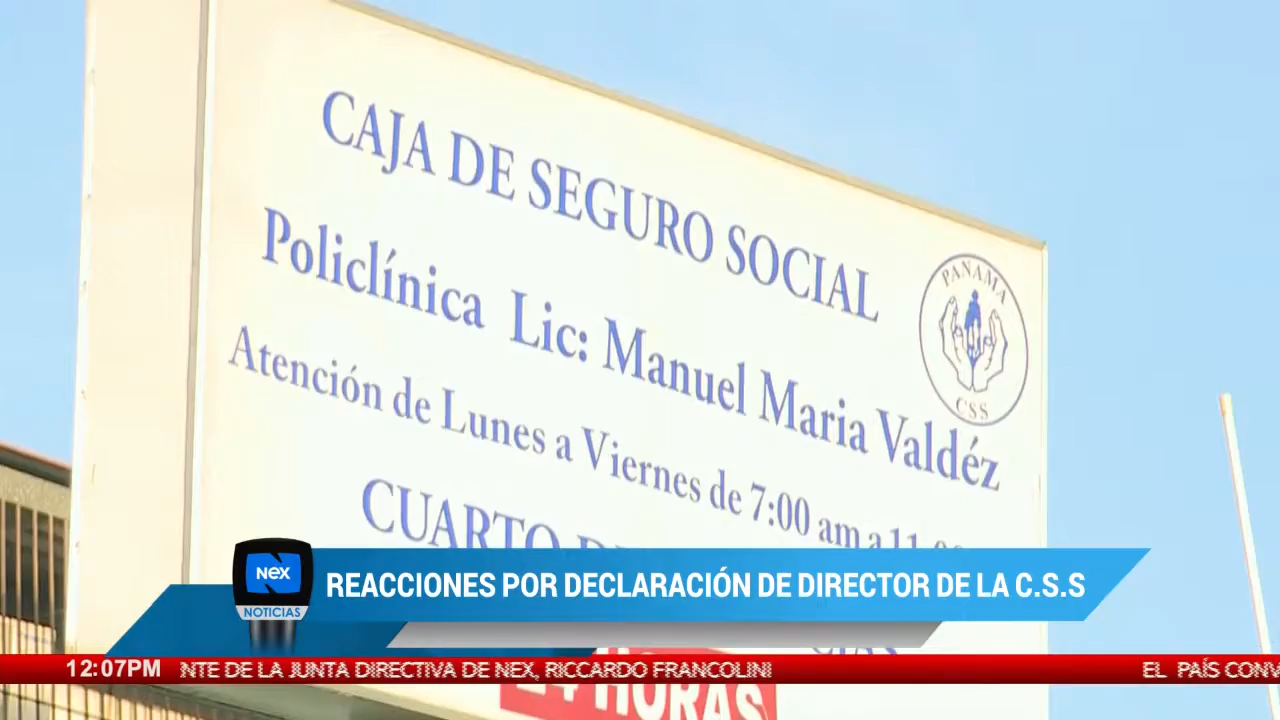 CAJA DE SEGURO SOCIAL
Policlínica Lic: Manuel Maria Valdéz
Atención de Lunes a Viernes de 7:00 am a
PANAMA
CSS
CUARTO
nex
NOTICIAS
REACCIONES POR DECLARACIÓN DE DIRECTOR DE LA C.S.S
12:07PM NTE DE LA JUNTA DIRECTIVA DE NEX, RICCARDO FRANCOLINI EL PAÍS CONV
HORAS